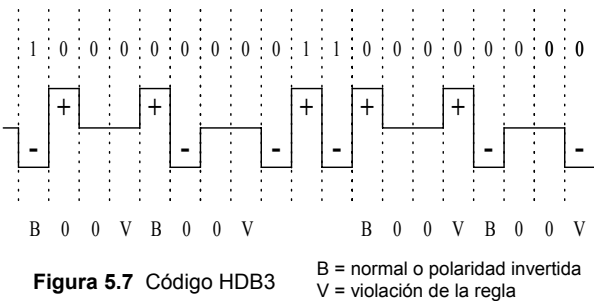 1 0 0 0 0 0 0 0 0 1 1 0 0 0 0 0 0 0 0
+ + + + +
- - - - - -
B 0 0 V B 0 0 V B 0 0 V B 0 0 V
Figura 5.7 Código HDB3
B = normal o polaridad invertida
V = violación de la regla